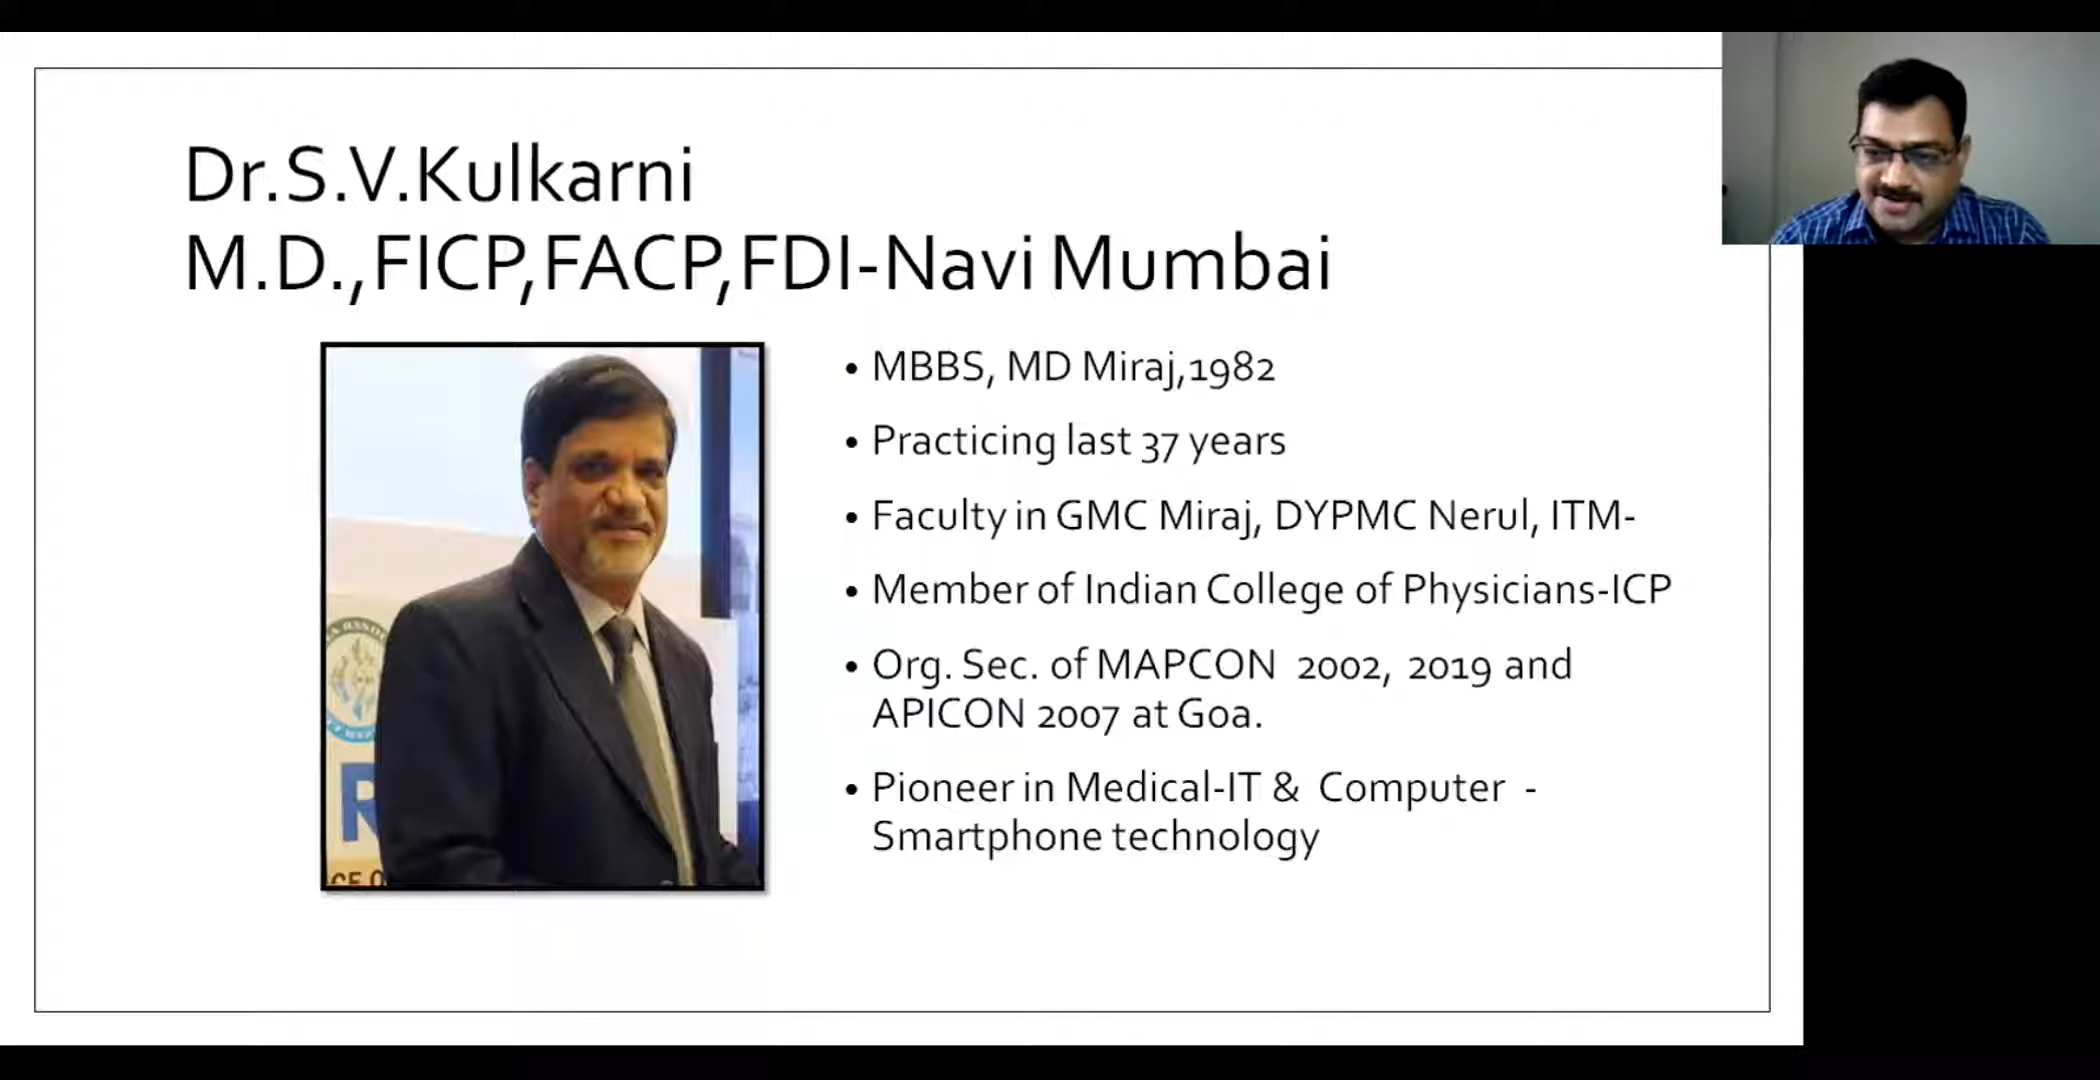 Dr.S.V.Kulkarni
M.D.,FICP,FACP,FDI-Navi Mumbai
• MBBS, MD Miraj,1982
• Practicing last 37 years
• Faculty in GMC Miraj, DYPMC Nerul, ITM-
• Member of Indian College of Physicians-ICP
• Org. Sec. of MAPCON 2002, 2019 and
APICON 2007 at Goa.
• Pioneer in Medical-IT & Computer -
Smartphone technology
R
CE O